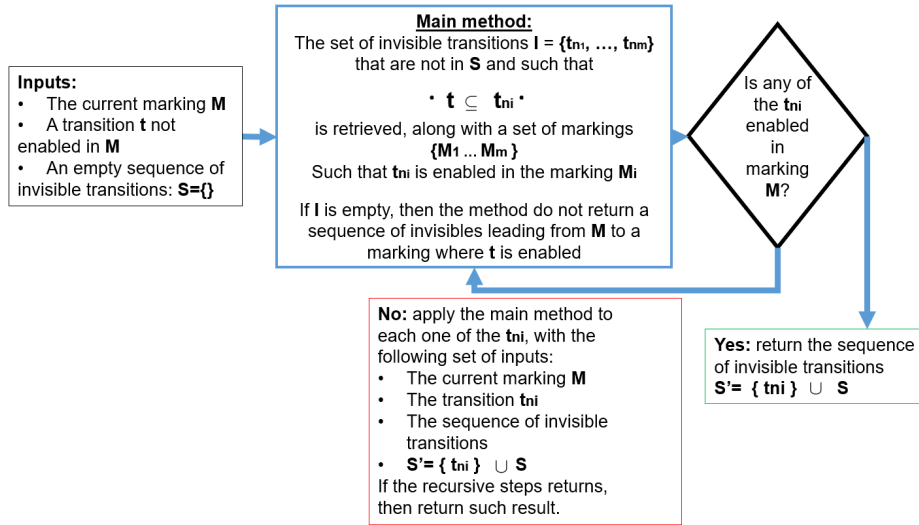 Inputs:
• The current marking M
• A transition t not
enabled in M
• An empty sequence of
invisible transitions: S={}
Main method:
The set of invisible transitions I = {tn1, …, tnm}
that are not in S and such that
• t ⊆ tni •
is retrieved, along with a set of markings
{M1 ... Mm }
Such that tni is enabled in the marking Mi
If I is empty, then the method do not return a
sequence of invisibles leading from M to a
marking where t is enabled
Is any of
the tni
enabled
in
marking
M?
No: apply the main method to
each one of the tni, with the
following set of inputs:
• The current marking M
• The transition tni
• The sequence of invisible
transitions
• S'= { tni } ∪ S
If the recursive steps returns,
then return such result.
Yes: return the sequence
of invisible transitions
S'= { tni } ∪ S